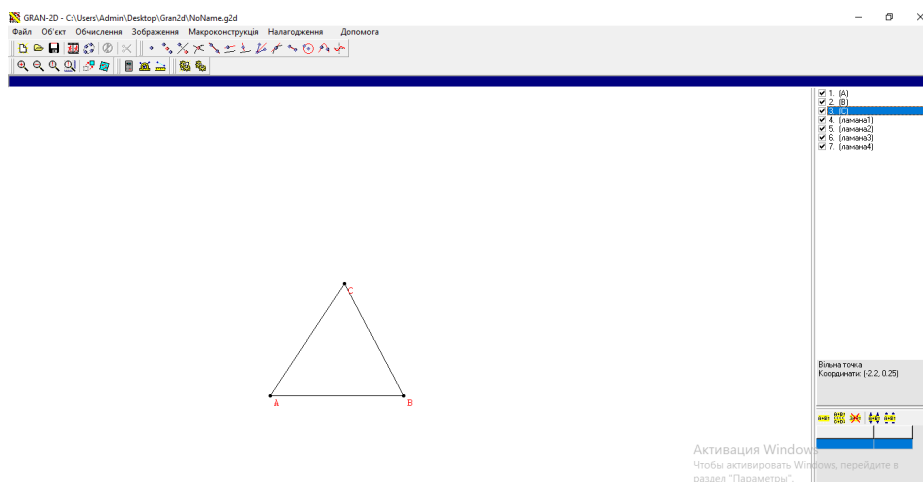 GRAN-2D - C:\Users\Admin\Desktop\Gran2d\NoName.g2d
Файл Об'єкт Обчислення Зображення Макроконструкція Налагодження Допомога
1. (A)
2. (B)
3. (C)
4. (ламана1)
5. (ламана2)
6. (ламана3)
7. (ламана4)
C
A
B
Вільна точка
Координати: (-2.2, 0.25)
Активация Windows
Чтобы активировать Windows, перейдите в
раздел "Параметры".